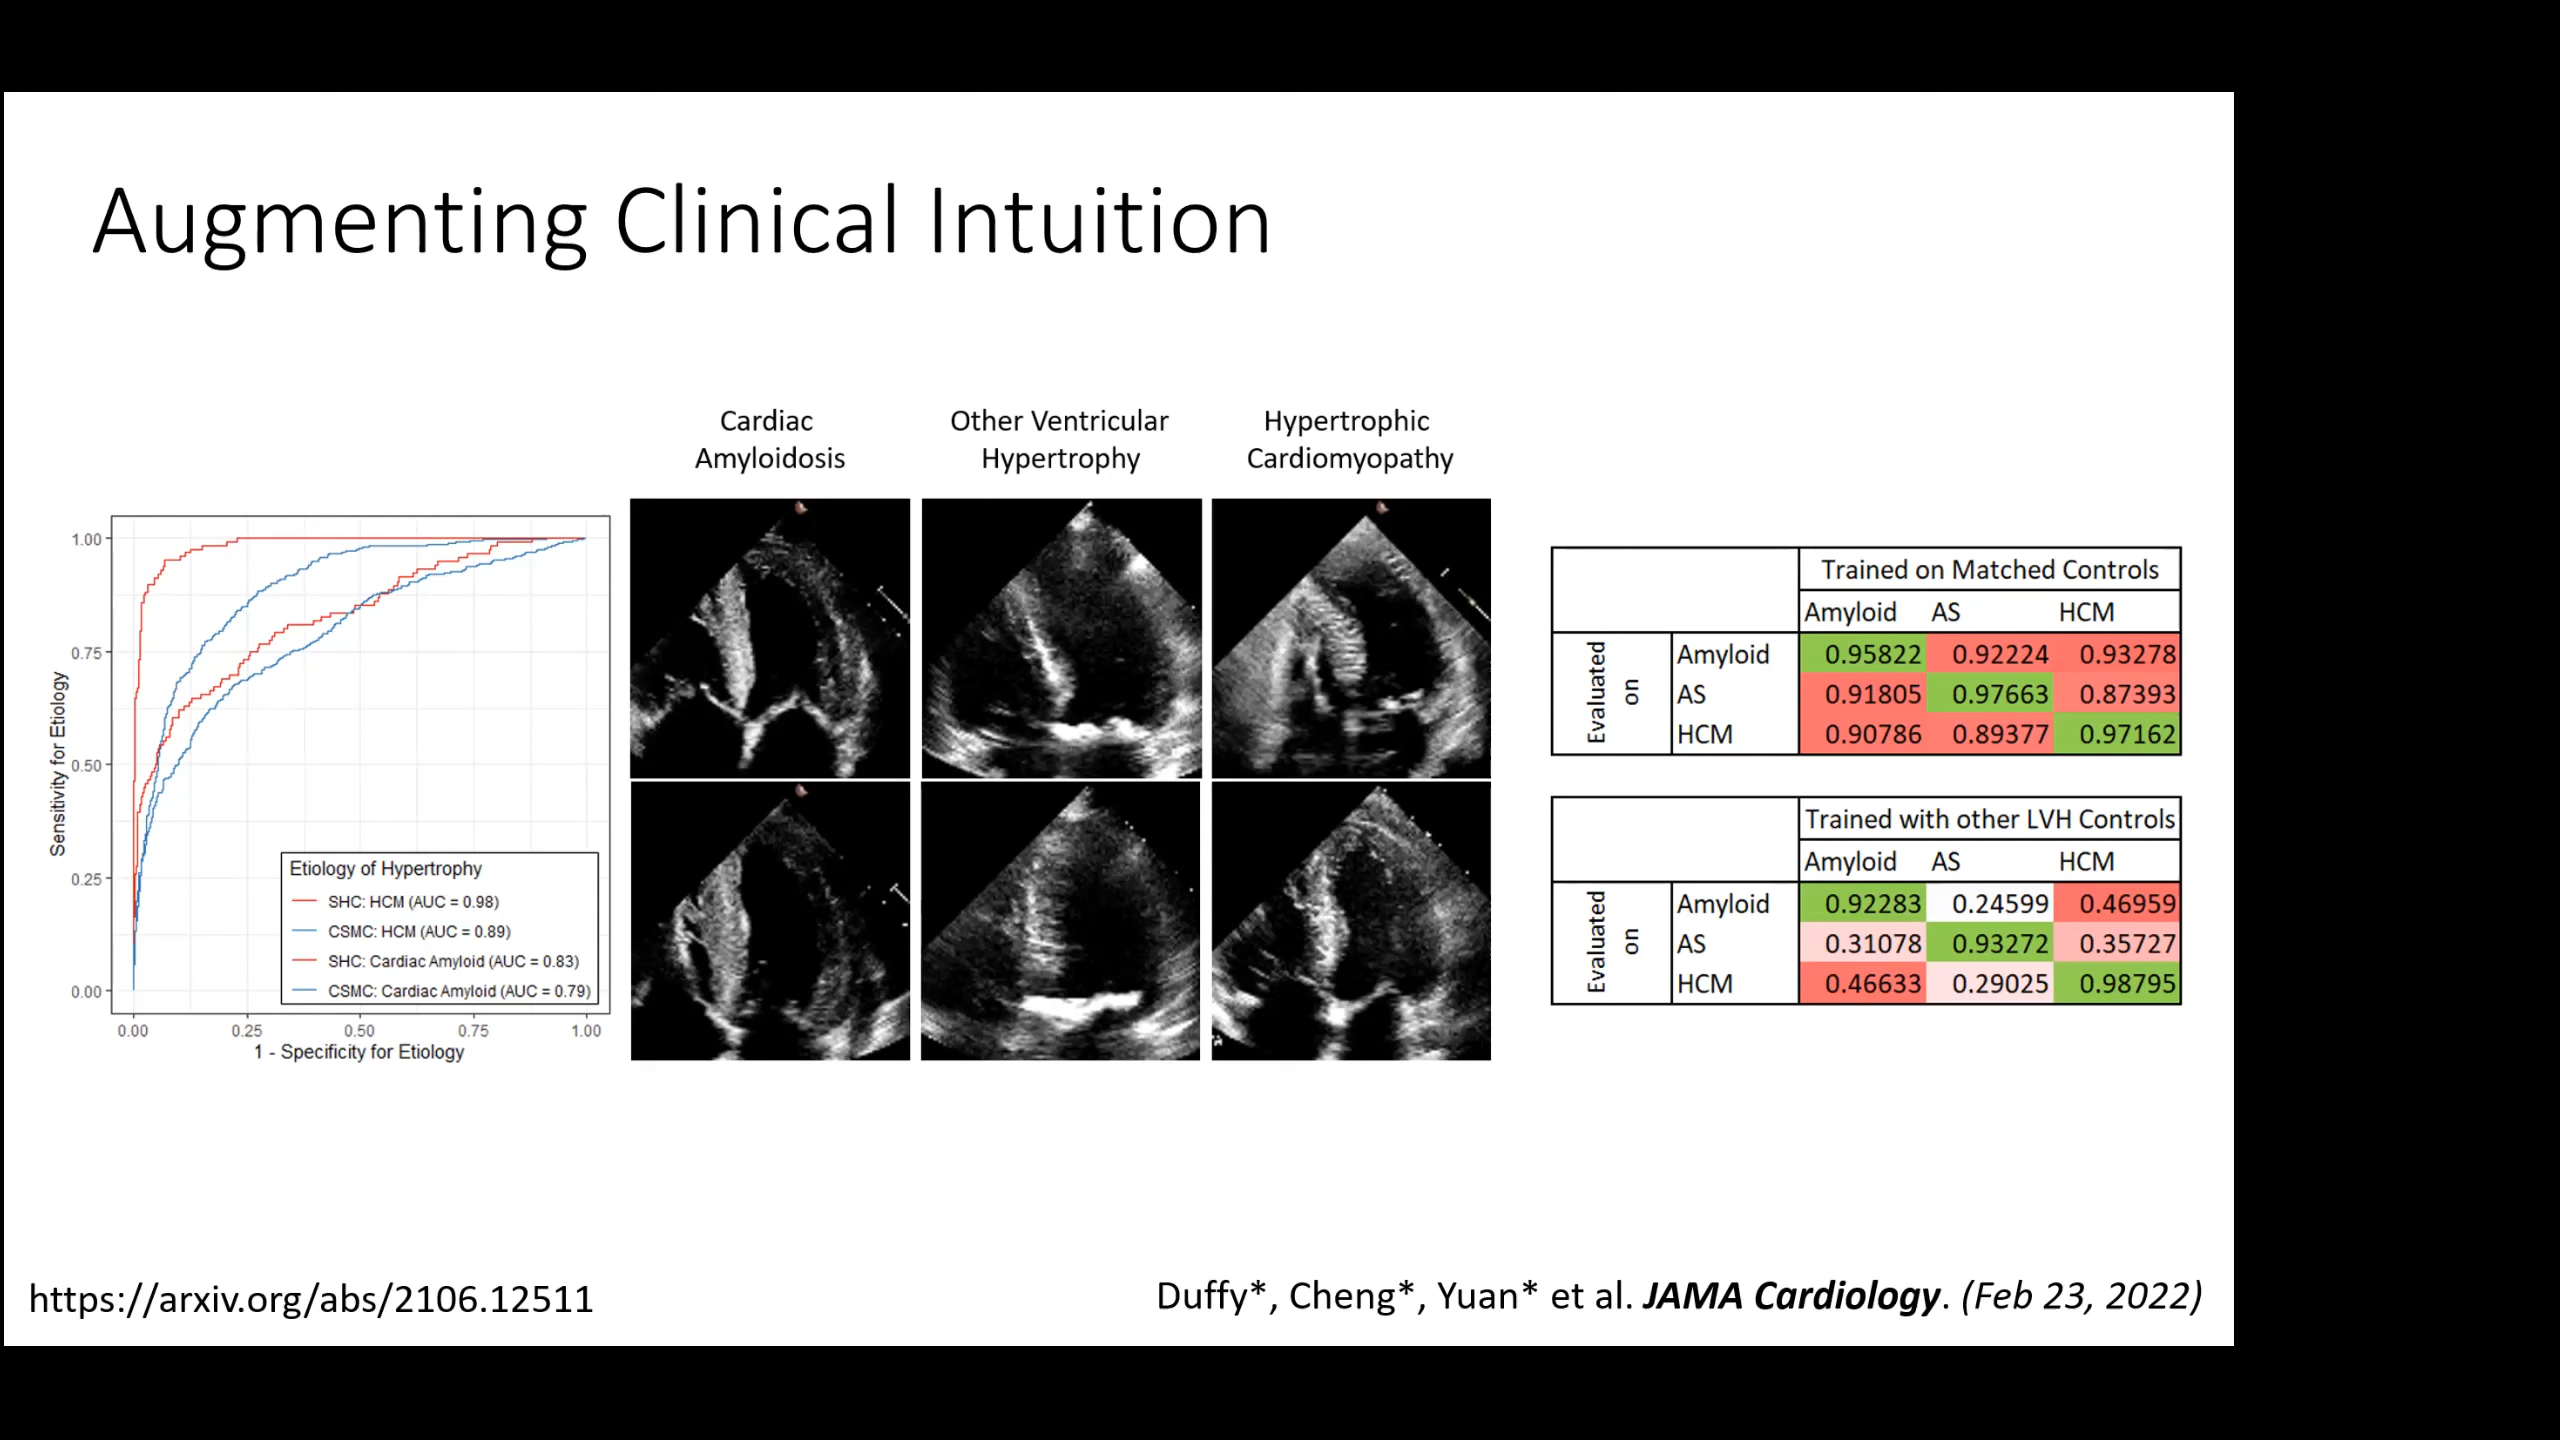 Augmenting Clinical Intuition
Cardiac
Amyloidosis
Other Ventricular
Hypertrophy
Hypertrophic
Cardiomyopathy
Sensitivity for Etiology
1.00
0.75
0.50
0.25
0.00
0.00 0.25 0.50 0.75 1.00
1 - Specificity for Etiology
Etiology of Hypertrophy
SHC: HCM (AUC = 0.98)
CSMC: HCM (AUC = 0.89)
SHC: Cardiac Amyloid (AUC = 0.83)
CSMC: Cardiac Amyloid (AUC = 0.79)
Trained on Matched Controls
Amyloid AS HCM
Evaluated
on
Amyloid 0.95822 0.92224 0.93278
AS 0.91805 0.97663 0.87393
HCM 0.90786 0.89377 0.97162
Trained with other LVH Controls
Amyloid AS HCM
Evaluated
on
Amyloid 0.92283 0.24599 0.46959
AS 0.31078 0.93272 0.35727
HCM 0.46633 0.29025 0.98795
https://arxiv.org/abs/2106.12511
Duffy*, Cheng*, Yuan* et al. JAMA Cardiology. (Feb 23, 2022)